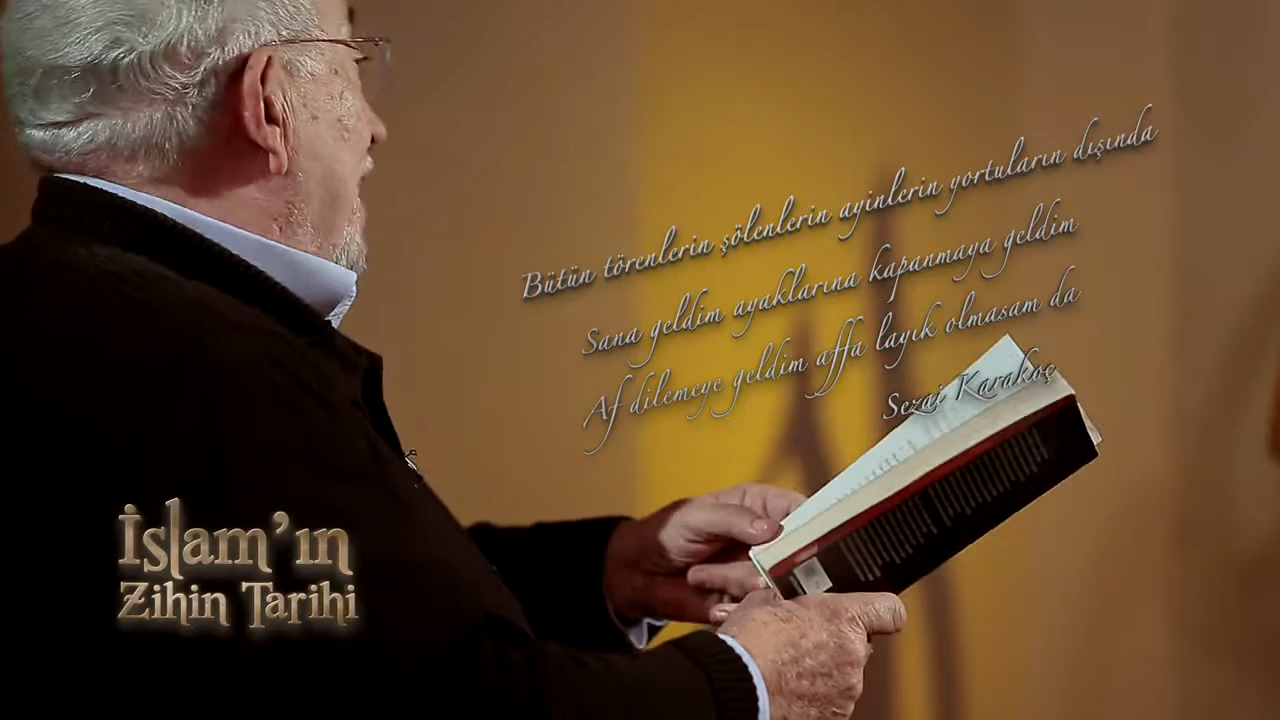 Bütün törenlerin şölenlerin ayinlerin yortuların dışında
Sana geldim ayaklarına kapanmaya geldim
Af dilemeye geldim affa layık olmasam da
Sezai Karakoç
İslam'ın
Zihin Tarihi